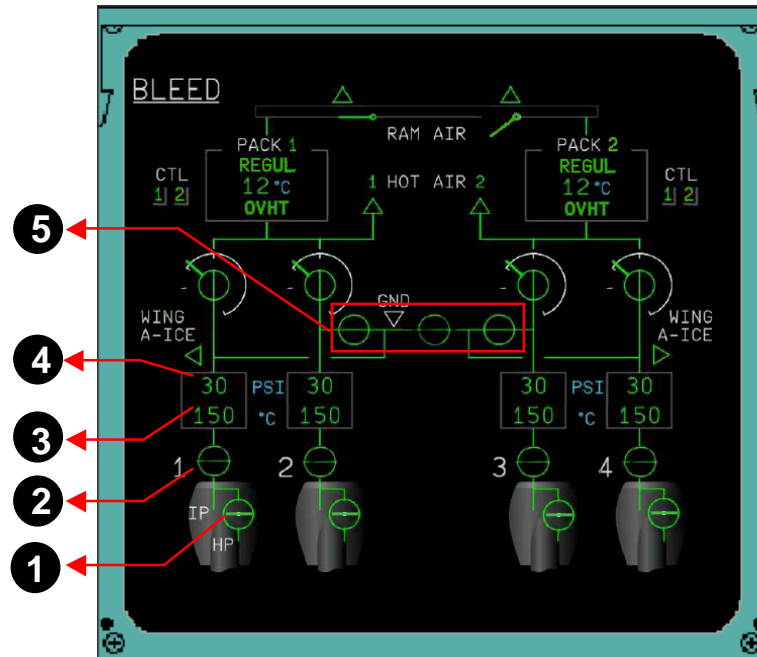 BLEED
RAM AIR
PACK 1
REGUL
12°C
OVHT
CTL
1 2
1 HOT AIR 2
PACK 2
REGUL
12°C
OVHT
CTL
1 2
5
GND
WING
A-ICE
WING
A-ICE
4
30 PSI 30
30 PSI 30
3
150 °C 150
150 °C 150
2
1
2
3
4
IP
HP
1